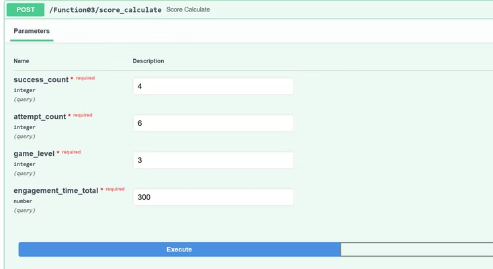 POST /Function03/score_calculate Score Calculate
Parameters
Name Description
success_count * required
integer
(query)
4
attempt_count * required
integer
(query)
6
game_level * required
integer
(query)
3
engagement_time_total * required
number
(query)
300
Execute